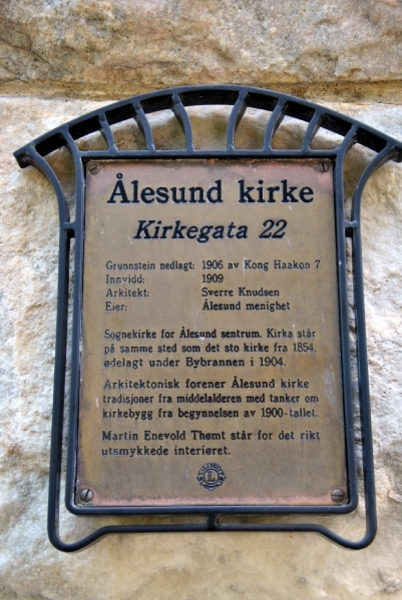 Ålesund kirke
Kirkegata 22
Grunnstein nedlagt: 1906 av Kong Haakon 7
Innvidd: 1909
Arkitekt: Sverre Knudsen
Eier: Ålesund menighet
Sognekirke for Ålesund sentrum. Kirka står
på samme sted som det sto kirke fra 1854,
ødelagt under Bybrannen i 1904.
Arkitektonisk forener Ålesund kirke
tradisjoner fra middelalderen med tanker om
kirkebygg fra begynnelsen av 1900-tallet.
Martin Enevold Thømt står for det rikt
utsmykkede interiøret.
L